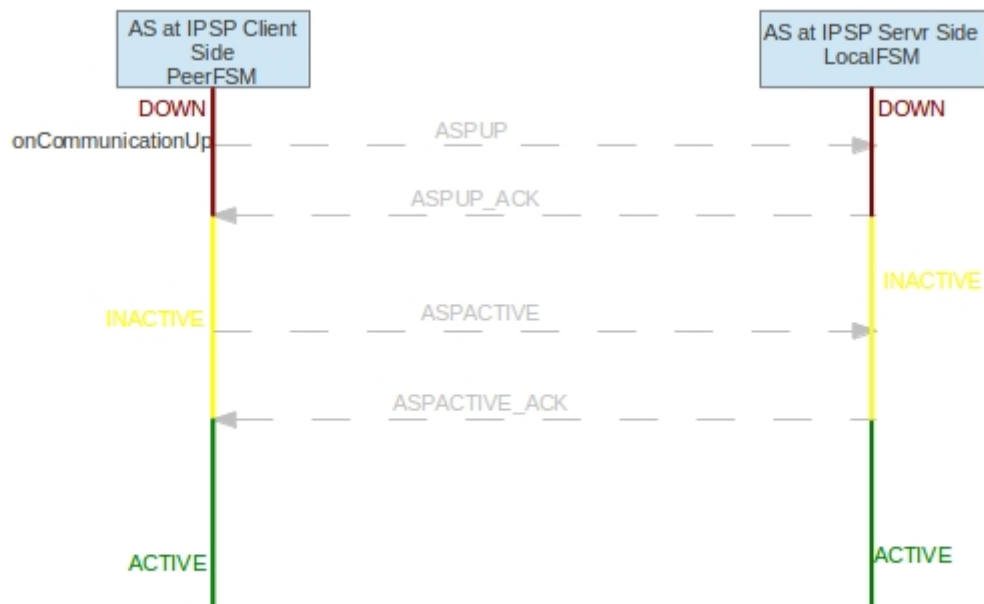 AS at IPSP Client
Side
PeerFSM
AS at IPSP Servr Side
LocalFSM
DOWN
DOWN
onCommunicationUp
ASPUP
ASPUP_ACK
INACTIVE
INACTIVE
ASPACTIVE
ASPACTIVE_ACK
ACTIVE
ACTIVE